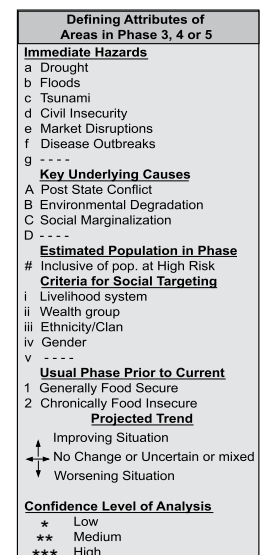 Defining Attributes of
Areas in Phase 3, 4 or 5
Immediate Hazards
a Drought
b Floods
c Tsunami
d Civil Insecurity
e Market Disruptions
f Disease Outbreaks
g - - - -
Key Underlying Causes
A Post State Conflict
B Environmental Degradation
C Social Marginalization
D - - - -
Estimated Population in Phase
# Inclusive of pop. at High Risk
Criteria for Social Targeting
i Livelihood system
ii Wealth group
iii Ethnicity/Clan
iv Gender
v - - - -
Usual Phase Prior to Current
1 Generally Food Secure
2 Chronically Food Insecure
Projected Trend
Improving Situation
No Change or Uncertain or mixed
Worsening Situation
Confidence Level of Analysis
* Low
** Medium
*** High